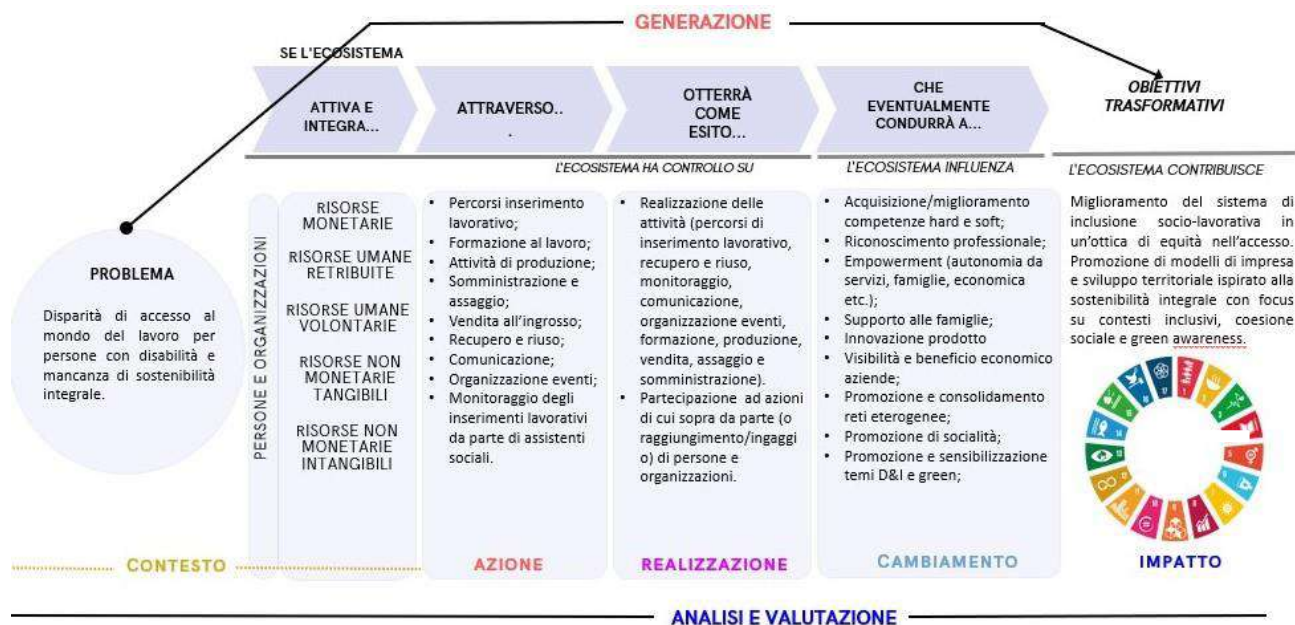 GENERAZIONE
SE L'ECOSISTEMA
ATTIVA E
INTEGRA...
ATTRAVERSO..
.
OTTERRÀ
COME
ESITO...
CHE
EVENTUALMENTE
CONDURRÀ A...
OBIETTIVI
TRASFORMATIVI
L'ECOSISTEMA HA CONTROLLO SU
L'ECOSISTEMA INFLUENZA
L'ECOSISTEMA CONTRIBUISCE
PROBLEMA
Disparità di accesso al
mondo del lavoro per
persone con disabilità e
mancanza di sostenibilità
integrale.
PERSONE E ORGANIZZAZIONI
RISORSE
MONETARIE
RISORSE UMANE
RETRIBUITE
RISORSE UMANE
VOLONTARIE
RISORSE NON
MONETARIE
TANGIBILI
RISORSE NON
MONETARIE
INTANGIBILI
• Percorsi inserimento
lavorativo;
• Formazione al lavoro;
• Attività di produzione;
• Somministrazione e
assaggio;
• Vendita all'ingrosso;
• Recupero e riuso;
• Comunicazione;
• Organizzazione eventi;
• Monitoraggio degli
inserimenti lavorativi
da parte di assistenti
sociali.
• Realizzazione delle
attività (percorsi di
inserimento lavorativo,
recupero e riuso,
monitoraggio,
comunicazione,
organizzazione eventi,
formazione, produzione,
vendita, assaggio e
somministrazione).
• Partecipazione ad azioni
di cui sopra da parte (o
raggiungimento/ingaggi
o) di persone e
organizzazioni.
• Acquisizione/miglioramento
competenze hard e soft;
• Riconoscimento professionale;
• Empowerment (autonomia da
servizi, famiglie, economica
etc.);
• Supporto alle famiglie;
• Innovazione prodotto
• Visibilità e beneficio economico
aziende;
• Promozione e consolidamento
reti eterogenee;
• Promozione di socialità;
• Promozione e sensibilizzazione
temi D&I e green;
Miglioramento del sistema di
inclusione socio-lavorativa in
un'ottica di equità nell'accesso.
Promozione di modelli di impresa
e sviluppo territoriale ispirato alla
sostenibilità integrale con focus
su contesti inclusivi, coesione
sociale e green awareness.
CONTESTO
AZIONE
REALIZZAZIONE
CAMBIAMENTO
IMPATTO
ANALISI E VALUTAZIONE